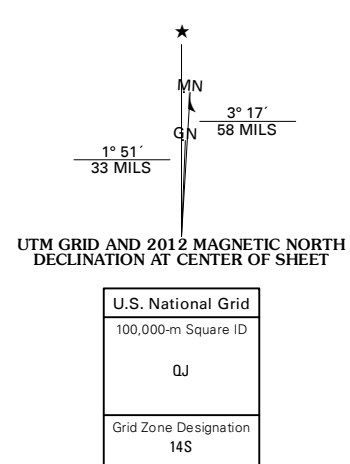 ★
MN
3° 17´
GN
58 MILS
1° 51´
33 MILS
UTM GRID AND 2012 MAGNETIC NORTH
DECLINATION AT CENTER OF SHEET
U.S. National Grid
100,000-m Square ID
QJ
Grid Zone Designation
14S